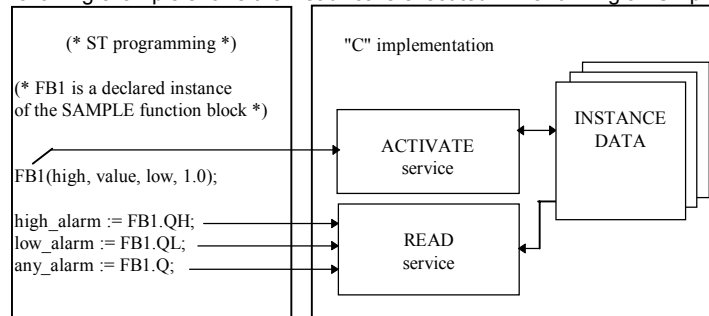 (* ST programming *)
(* FB1 is a declared instance
of the SAMPLE function block *)
FB1(high, value, low, 1.0);
high_alarm := FB1.QH;
low_alarm := FB1.QL;
any_alarm := FB1.Q;
"C" implementation
ACTIVATE
service
READ
service
INSTANCE
DATA